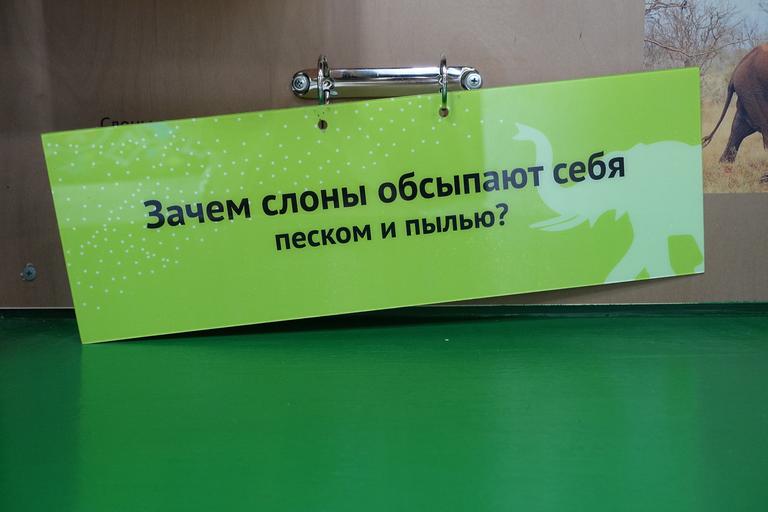 Зачем слоны обсыпают себя
песком и пылью?